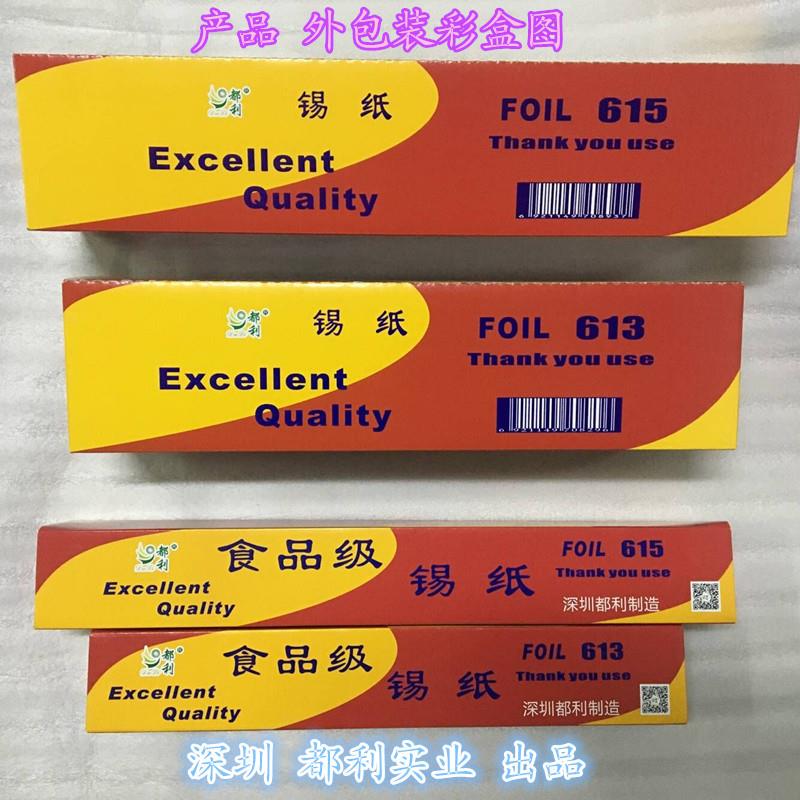 产品 外包装彩盒图
都利
锡纸
FOIL 615
Thank you use
Excellent
Quality
6921149708937
都利
锡纸
FOIL 613
Thank you use
Excellent
Quality
6921149708296
都利
食品级
锡纸
FOIL 615
Thank you use
Excellent
Quality
深圳都利制造
都利
食品级
锡纸
FOIL 613
Thank you use
Excellent
Quality
深圳都利制造
深圳 都利实业 出品